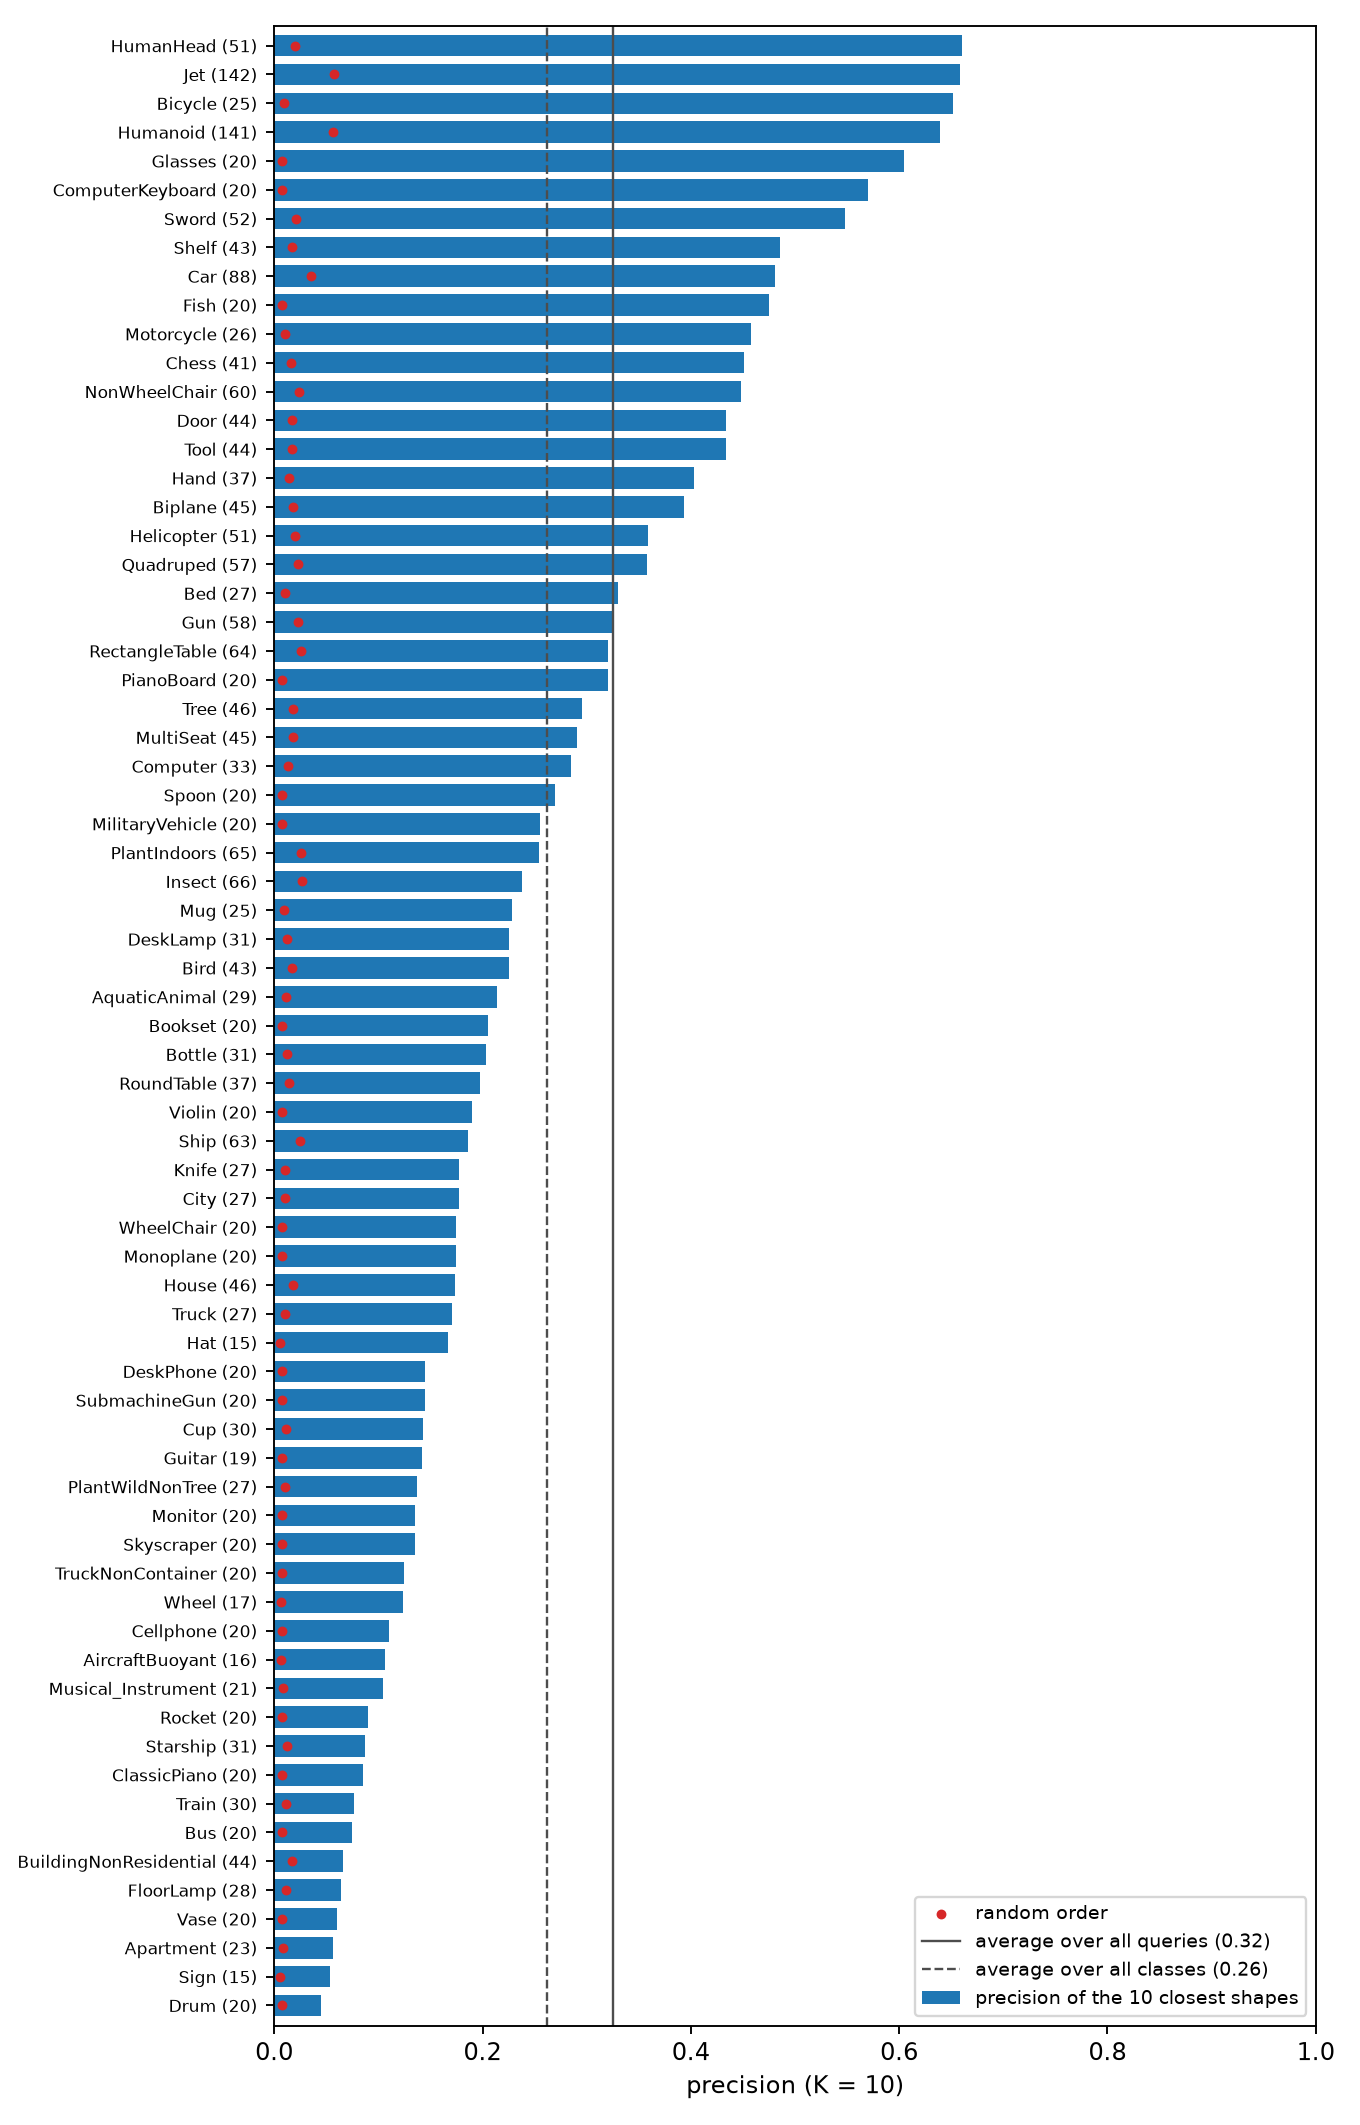 HumanHead (51)
Jet (142)
Bicycle (25)
Humanoid (141)
Glasses (20)
ComputerKeyboard (20)
Sword (52)
Shelf (43)
Car (88)
Fish (20)
Motorcycle (26)
Chess (41)
NonWheelChair (60)
Door (44)
Tool (44)
Hand (37)
Biplane (45)
Helicopter (51)
Quadruped (57)
Bed (27)
Gun (58)
RectangleTable (64)
PianoBoard (20)
Tree (46)
MultiSeat (45)
Computer (33)
Spoon (20)
MilitaryVehicle (20)
PlantIndoors (65)
Insect (66)
Mug (25)
DeskLamp (31)
Bird (43)
AquaticAnimal (29)
Bookset (20)
Bottle (31)
RoundTable (37)
Violin (20)
Ship (63)
Knife (27)
City (27)
WheelChair (20)
Monoplane (20)
House (46)
Truck (27)
Hat (15)
DeskPhone (20)
SubmachineGun (20)
Cup (30)
Guitar (19)
PlantWildNonTree (27)
Monitor (20)
Skyscraper (20)
TruckNonContainer (20)
Wheel (17)
Cellphone (20)
AircraftBuoyant (16)
Musical_Instrument (21)
Rocket (20)
Starship (31)
ClassicPiano (20)
Train (30)
Bus (20)
BuildingNonResidential (44)
FloorLamp (28)
Vase (20)
Apartment (23)
Sign (15)
Drum (20)
random order
average over all queries (0.32)
average over all classes (0.26)
precision of the 10 closest shapes
0.0 0.2 0.4 0.6 0.8 1.0
precision (K = 10)